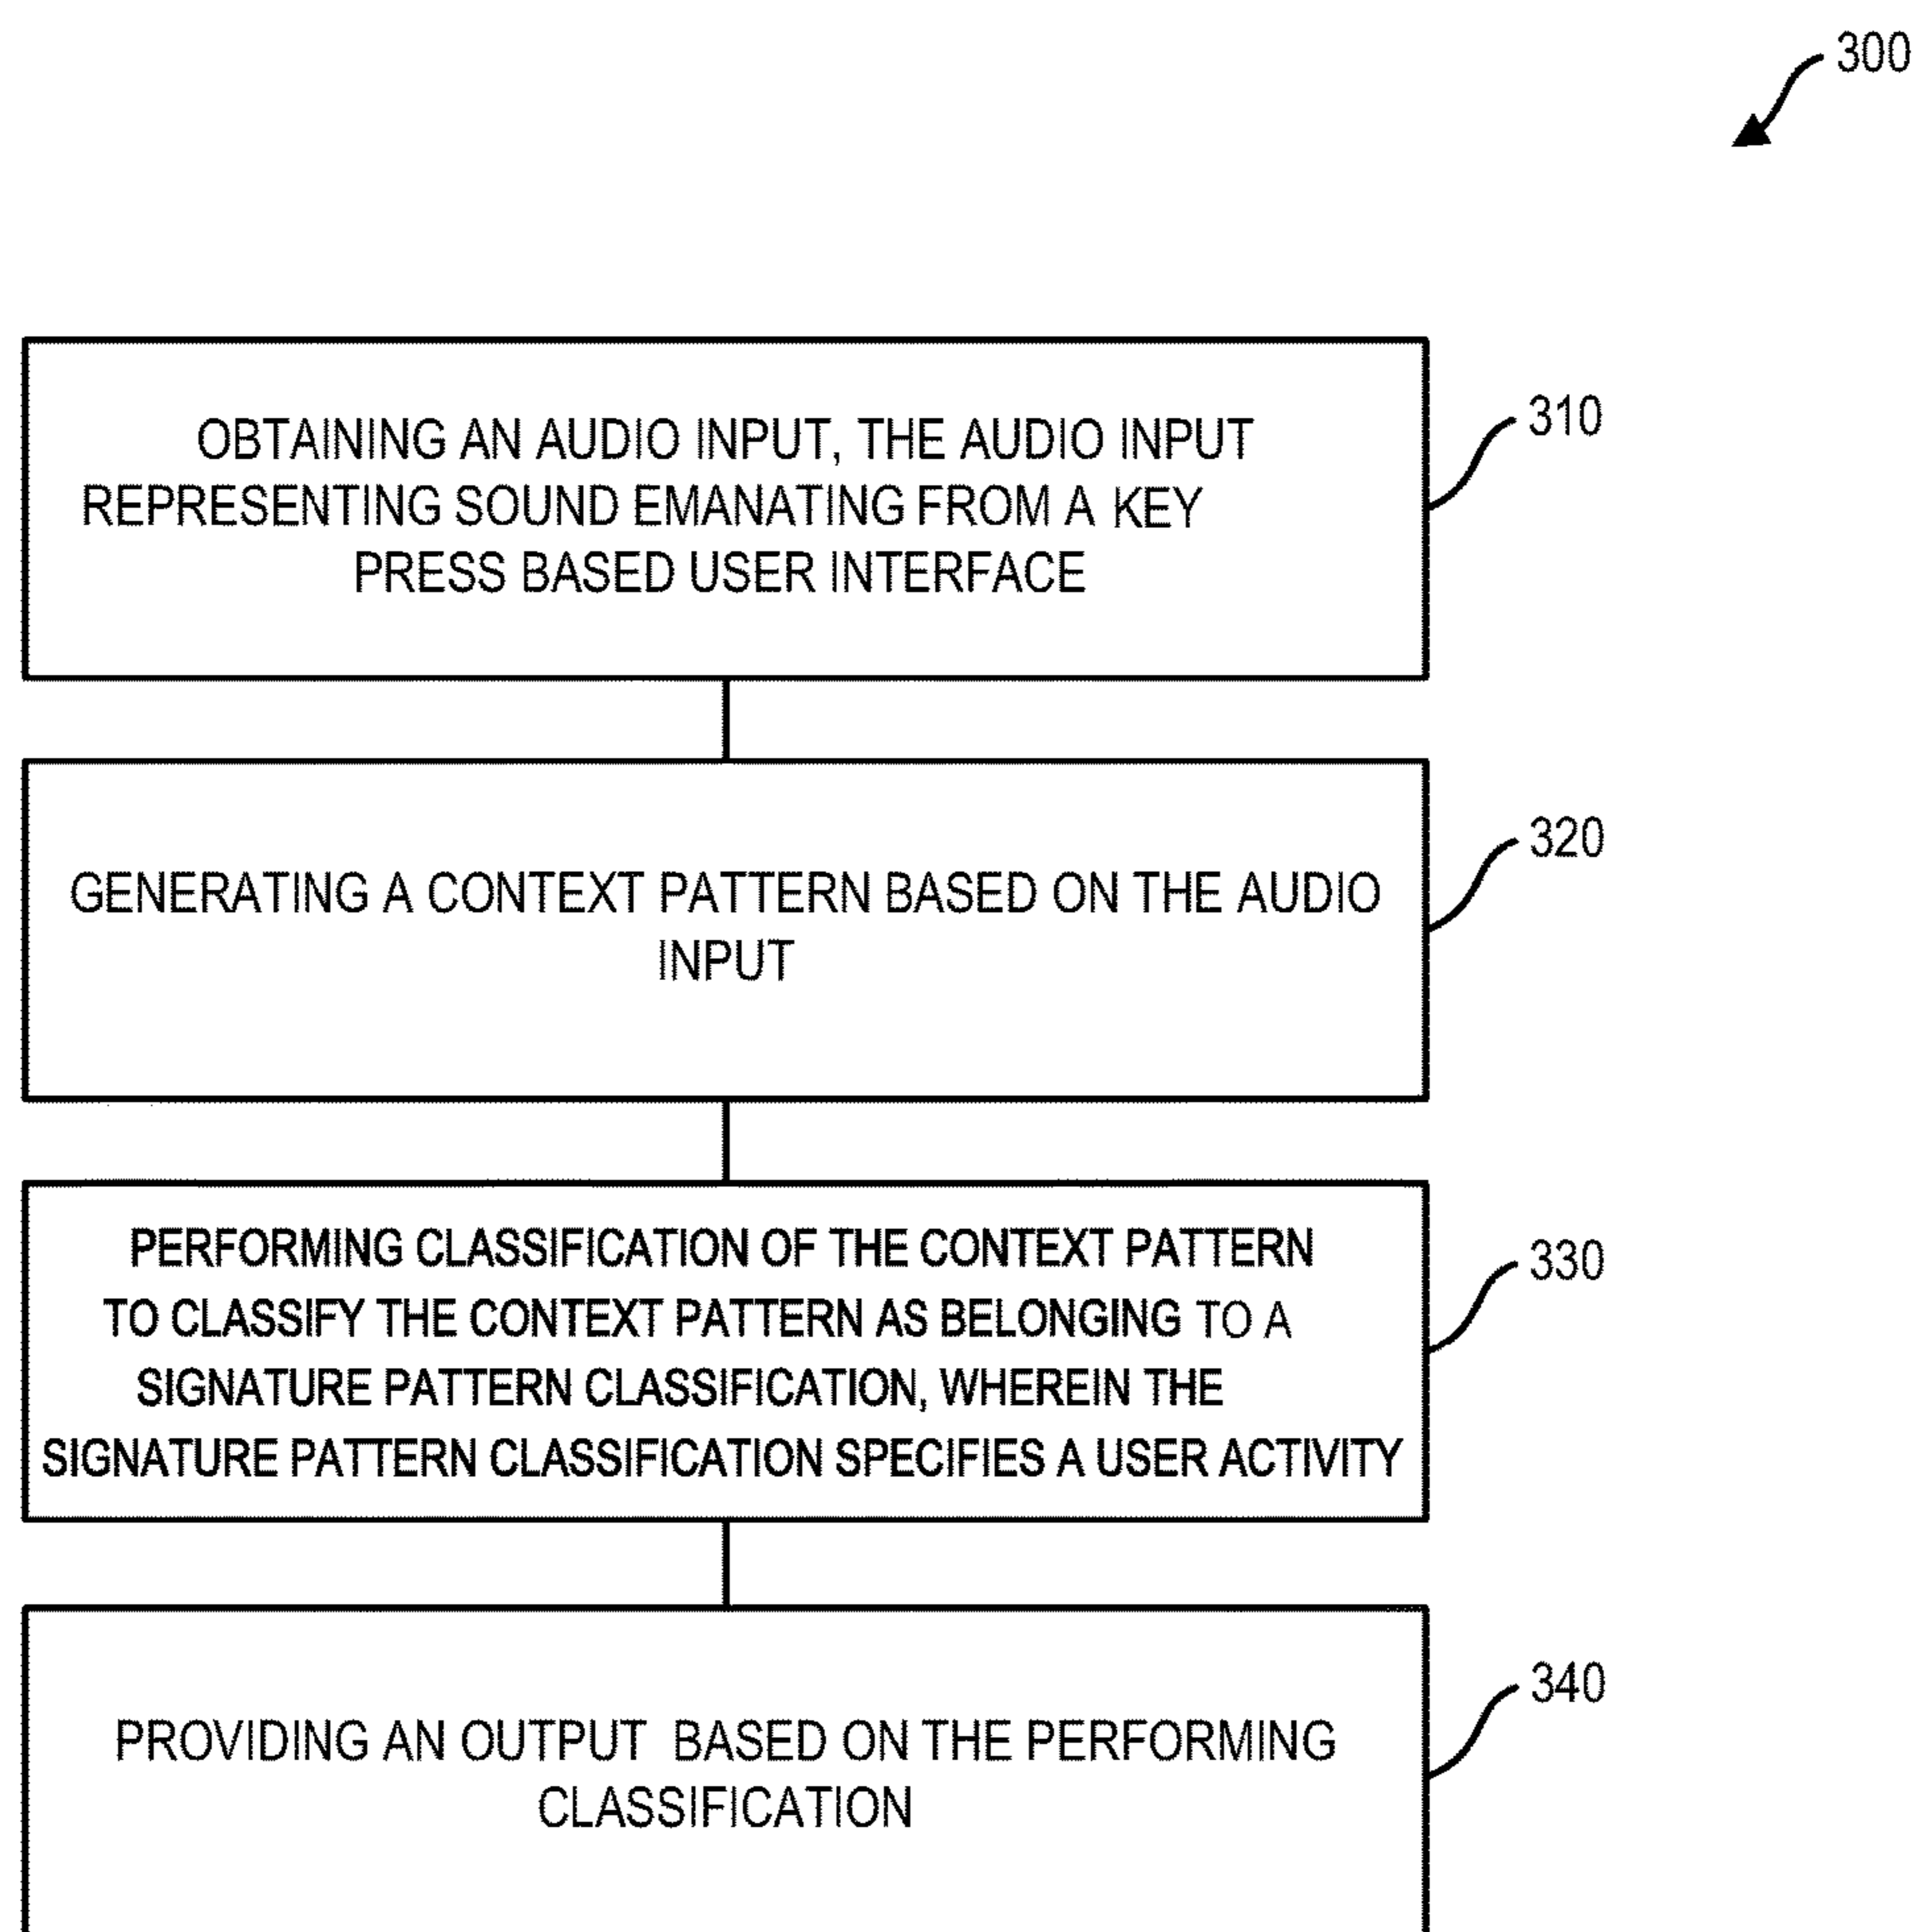 300
OBTAINING AN AUDIO INPUT, THE AUDIO INPUT
REPRESENTING SOUND EMANATING FROM A KEY
PRESS BASED USER INTERFACE
310
GENERATING A CONTEXT PATTERN BASED ON THE AUDIO
INPUT
320
PERFORMING CLASSIFICATION OF THE CONTEXT PATTERN
TO CLASSIFY THE CONTEXT PATTERN AS BELONGING TO A
SIGNATURE PATTERN CLASSIFICATION, WHEREIN THE
SIGNATURE PATTERN CLASSIFICATION SPECIFIES A USER ACTIVITY
330
PROVIDING AN OUTPUT BASED ON THE PERFORMING
CLASSIFICATION
340